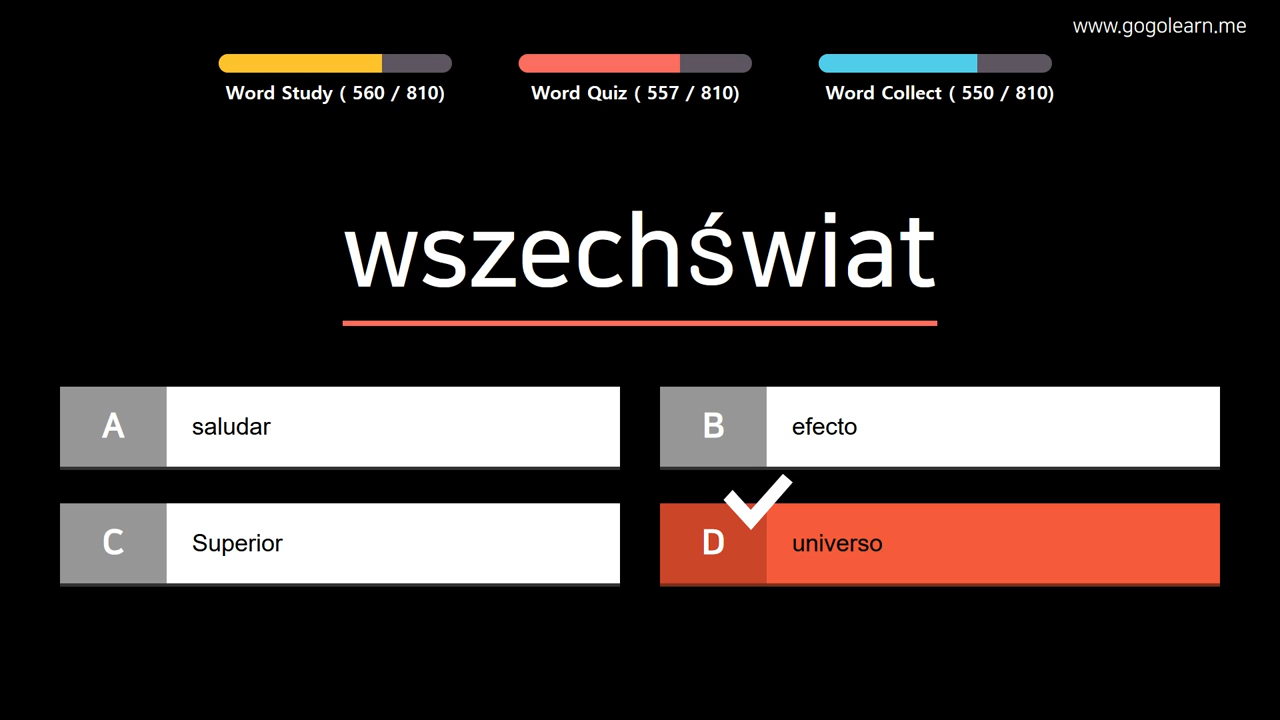 www.gogolearn.me
Word Study ( 560 / 810)
Word Quiz ( 557 / 810)
Word Collect ( 550 / 810)
wszechświat
A saludar
B efecto
C Superior
D universo